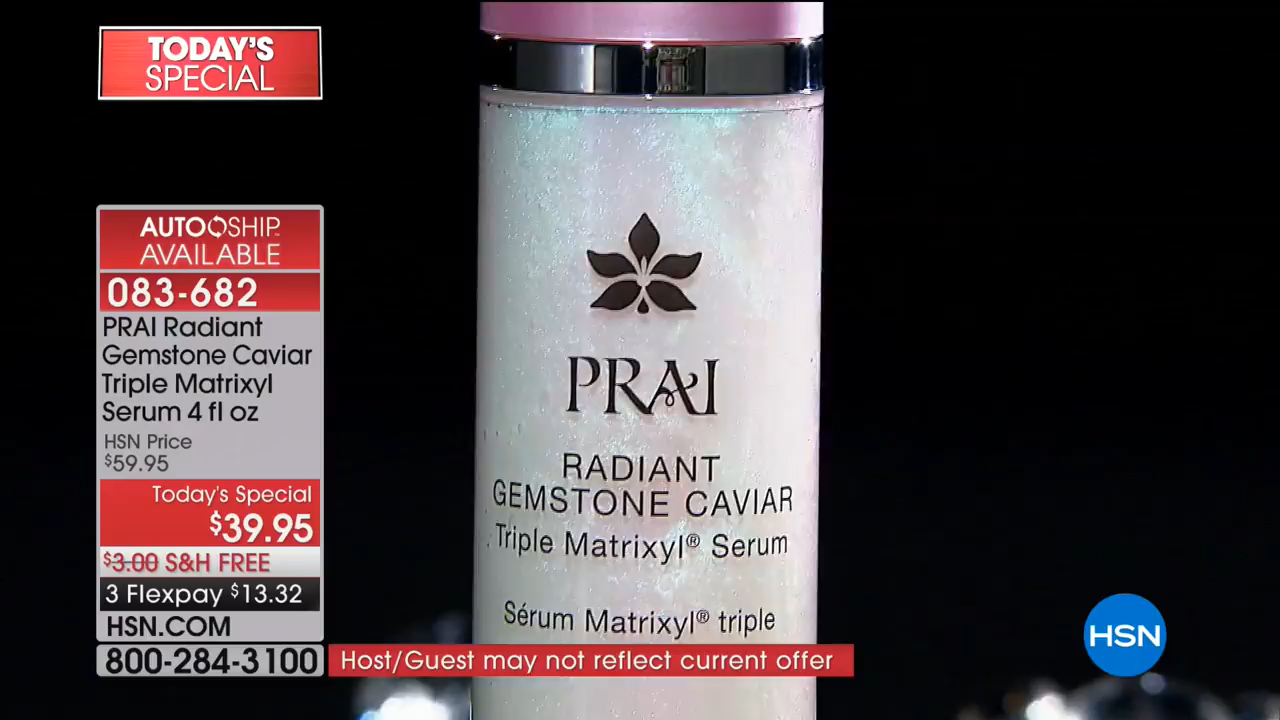 TODAY'S
SPECIAL
AUTOSHIP™
AVAILABLE
083-682
PRAI Radiant
Gemstone Caviar
Triple Matrixyl
Serum 4 fl oz
HSN Price
$59.95
Today's Special
$39.95
$3.00 S&H FREE
3 Flexpay $13.32
HSN.COM
800-284-3100
Host/Guest may not reflect current offer
PRAI
RADIANT
GEMSTONE CAVIAR
Triple Matrixyl® Serum
Sérum Matrixyl® triple
HSN